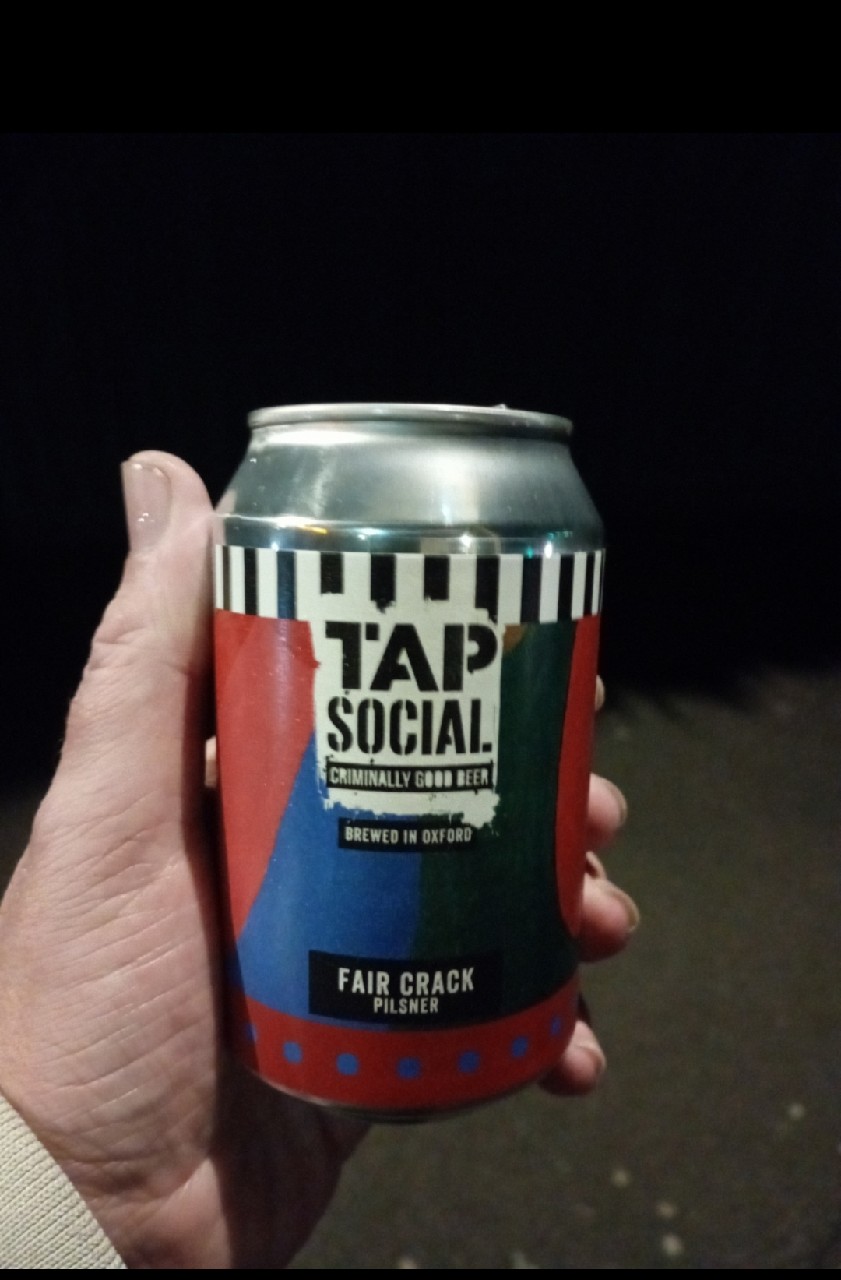 TAP
SOCIAL
CRIMINALLY GOOD BEER
BREWED IN OXFORD
FAIR CRACK
PILSNER